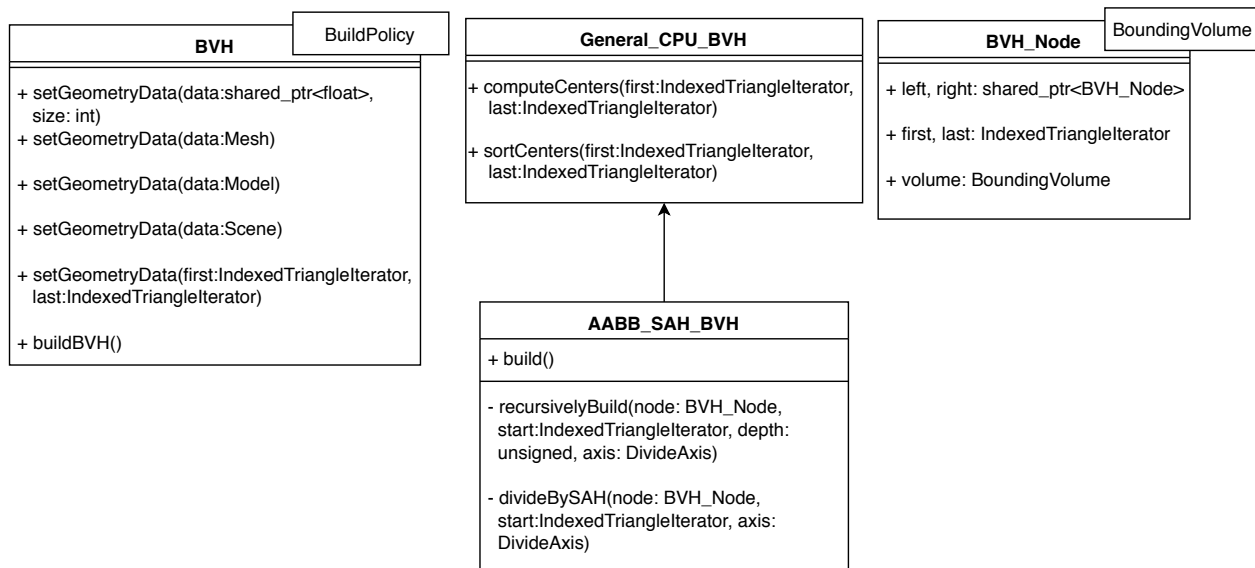 BVH
BuildPolicy
+ setGeometryData(data:shared_ptr<float>,
size: int)
+ setGeometryData(data:Mesh)
+ setGeometryData(data:Model)
+ setGeometryData(data:Scene)
+ setGeometryData(first:IndexedTriangleIterator,
last:IndexedTriangleIterator)
+ buildBVH()
General_CPU_BVH
+ computeCenters(first:IndexedTriangleIterator,
last:IndexedTriangleIterator)
+ sortCenters(first:IndexedTriangleIterator,
last:IndexedTriangleIterator)
BVH_Node
BoundingVolume
+ left, right: shared_ptr<BVH_Node>
+ first, last: IndexedTriangleIterator
+ volume: BoundingVolume
AABB_SAH_BVH
+ build()
- recursivelyBuild(node: BVH_Node,
start:IndexedTriangleIterator, depth:
unsigned, axis: DivideAxis)
- divideBySAH(node: BVH_Node,
start:IndexedTriangleIterator, axis:
DivideAxis)